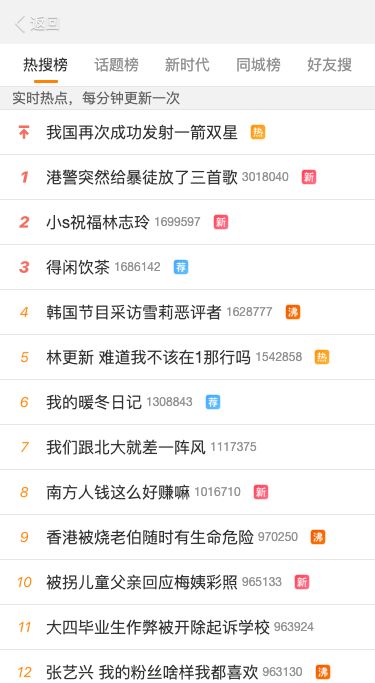 返回
热搜榜 话题榜 新时代 同城榜 好友搜
实时热点，每分钟更新一次
我国再次成功发射一箭双星 热
1 港警突然给暴徒放了三首歌 3018040 新
2 小s祝福林志玲 1699597 新
3 得闲饮茶 1686142 荐
4 韩国节目采访雪莉恶评者 1628777 沸
5 林更新 难道我不该在1那行吗 1542858 热
6 我的暖冬日记 1308843 荐
7 我们跟北大就差一阵风 1117375
8 南方人钱这么好赚嘛 1016710 新
9 香港被烧老伯随时有生命危险 970250 沸
10 被拐儿童父亲回应梅姨彩照 965133 新
11 大四毕业生作弊被开除起诉学校 963924
12 张艺兴 我的粉丝啥样我都喜欢 963130 沸